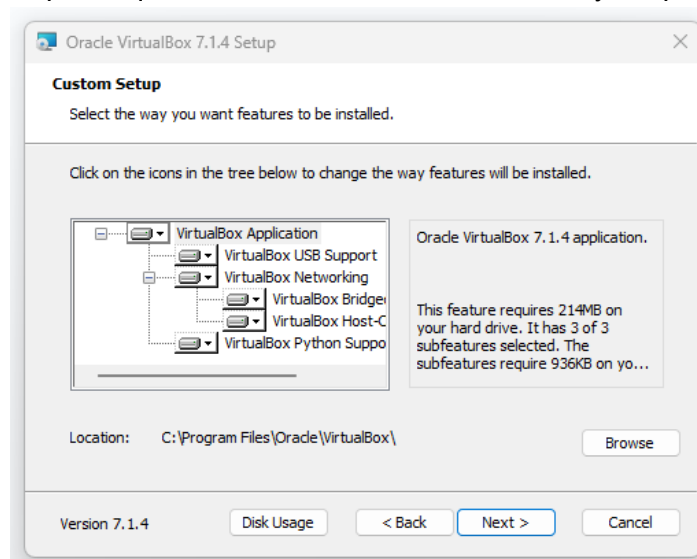 Oracle VirtualBox 7.1.4 Setup
Custom Setup
Select the way you want features to be installed.
Click on the icons in the tree below to change the way features will be installed.
VirtualBox Application
VirtualBox USB Support
VirtualBox Networking
VirtualBox Bridge
VirtualBox Host-C
VirtualBox Python Suppo
Oracle VirtualBox 7.1.4 application.
This feature requires 214MB on
your hard drive. It has 3 of 3
subfeatures selected. The
subfeatures require 936KB on yo...
Location: C:\Program Files\Oracle\VirtualBox\
Browse
Version 7.1.4
Disk Usage
< Back
Next >
Cancel